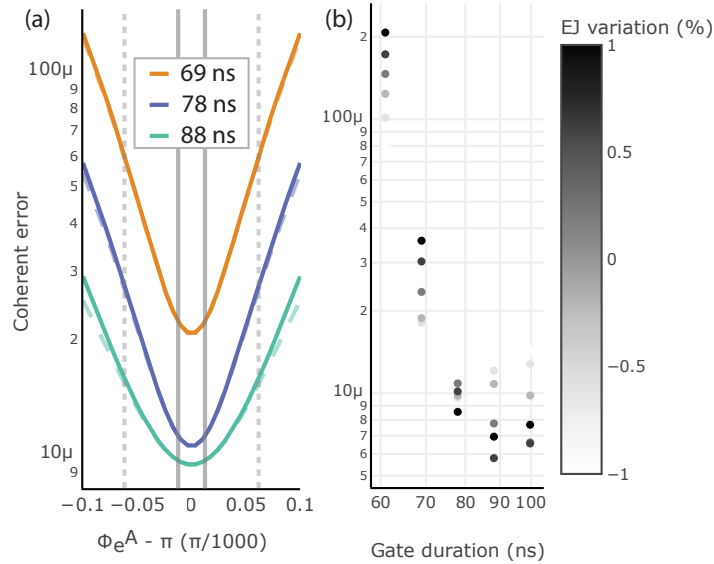 (a)
(b)
EJ variation (%)
69 ns
78 ns
88 ns
Coherent error
100μ
9
8
7
6
5
4
3
2
10μ
9
−0.1
−0.05
0
0.05
0.1
ΦeA - π (π/1000)
2
100μ
9
8
7
6
5
4
3
2
10μ
9
8
7
6
5
60
70
80
90
100
Gate duration (ns)
1
0.5
0
−0.5
−1